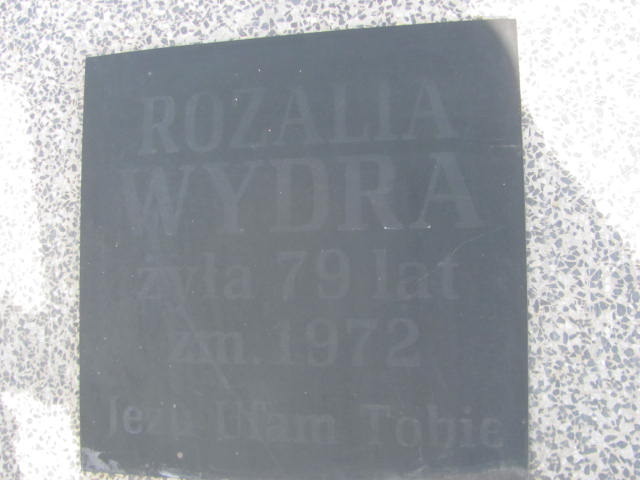 ROZALIA
WYDRA
żyła 79 lat
zm. 1972
Jezu Ufam Tobie